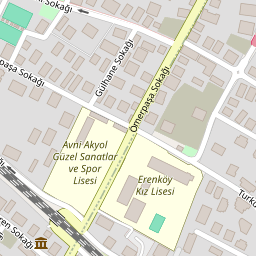 Sokağı
Gülhane Sokağı
Ömerpaşa Sokağı
paşa Sokağı
Avni Akyol
Güzel Sanatlar
ve Spor
Lisesi
Erenköy
Kız Lisesi
Türkü
ren Sokağı